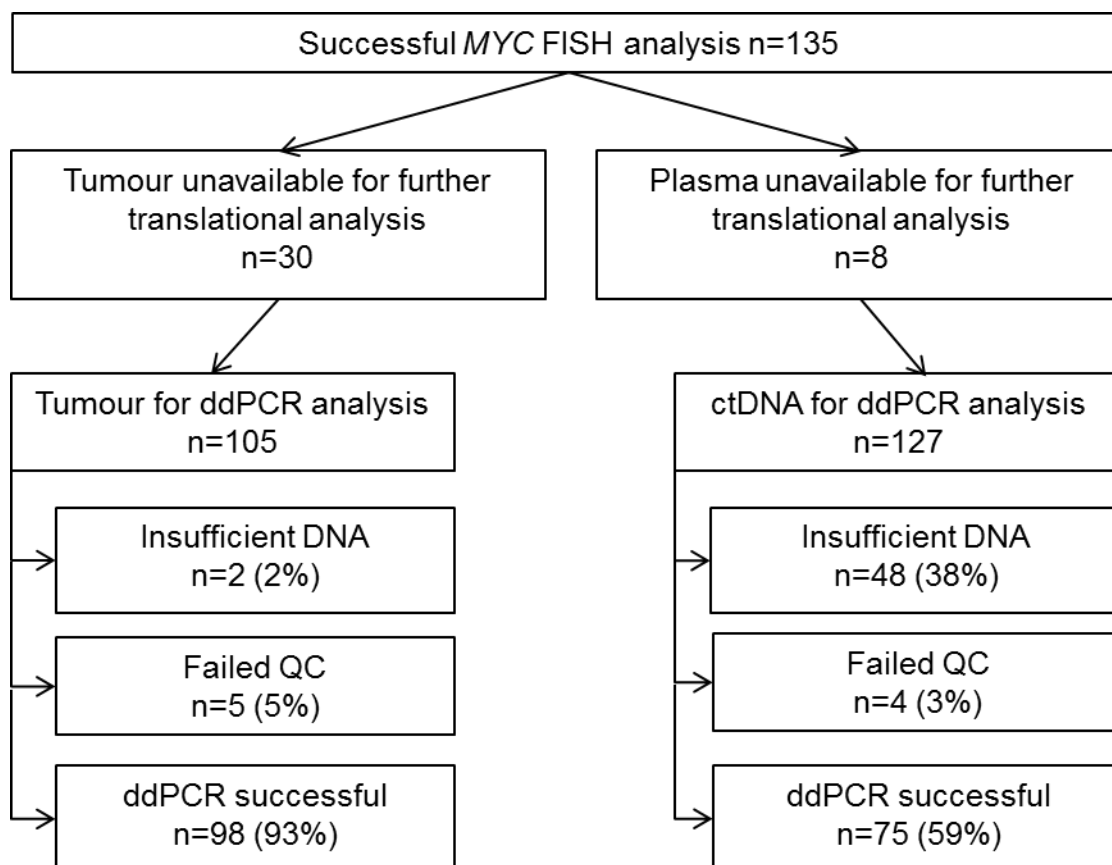 Successful MYC FISH analysis n=135
Tumour unavailable for further
translational analysis
n=30
Plasma unavailable for further
translational analysis
n=8
Tumour for ddPCR analysis
n=105
ctDNA for ddPCR analysis
n=127
Insufficient DNA
n=2 (2%)
Insufficient DNA
n=48 (38%)
Failed QC
n=5 (5%)
Failed QC
n=4 (3%)
ddPCR successful
n=98 (93%)
ddPCR successful
n=75 (59%)